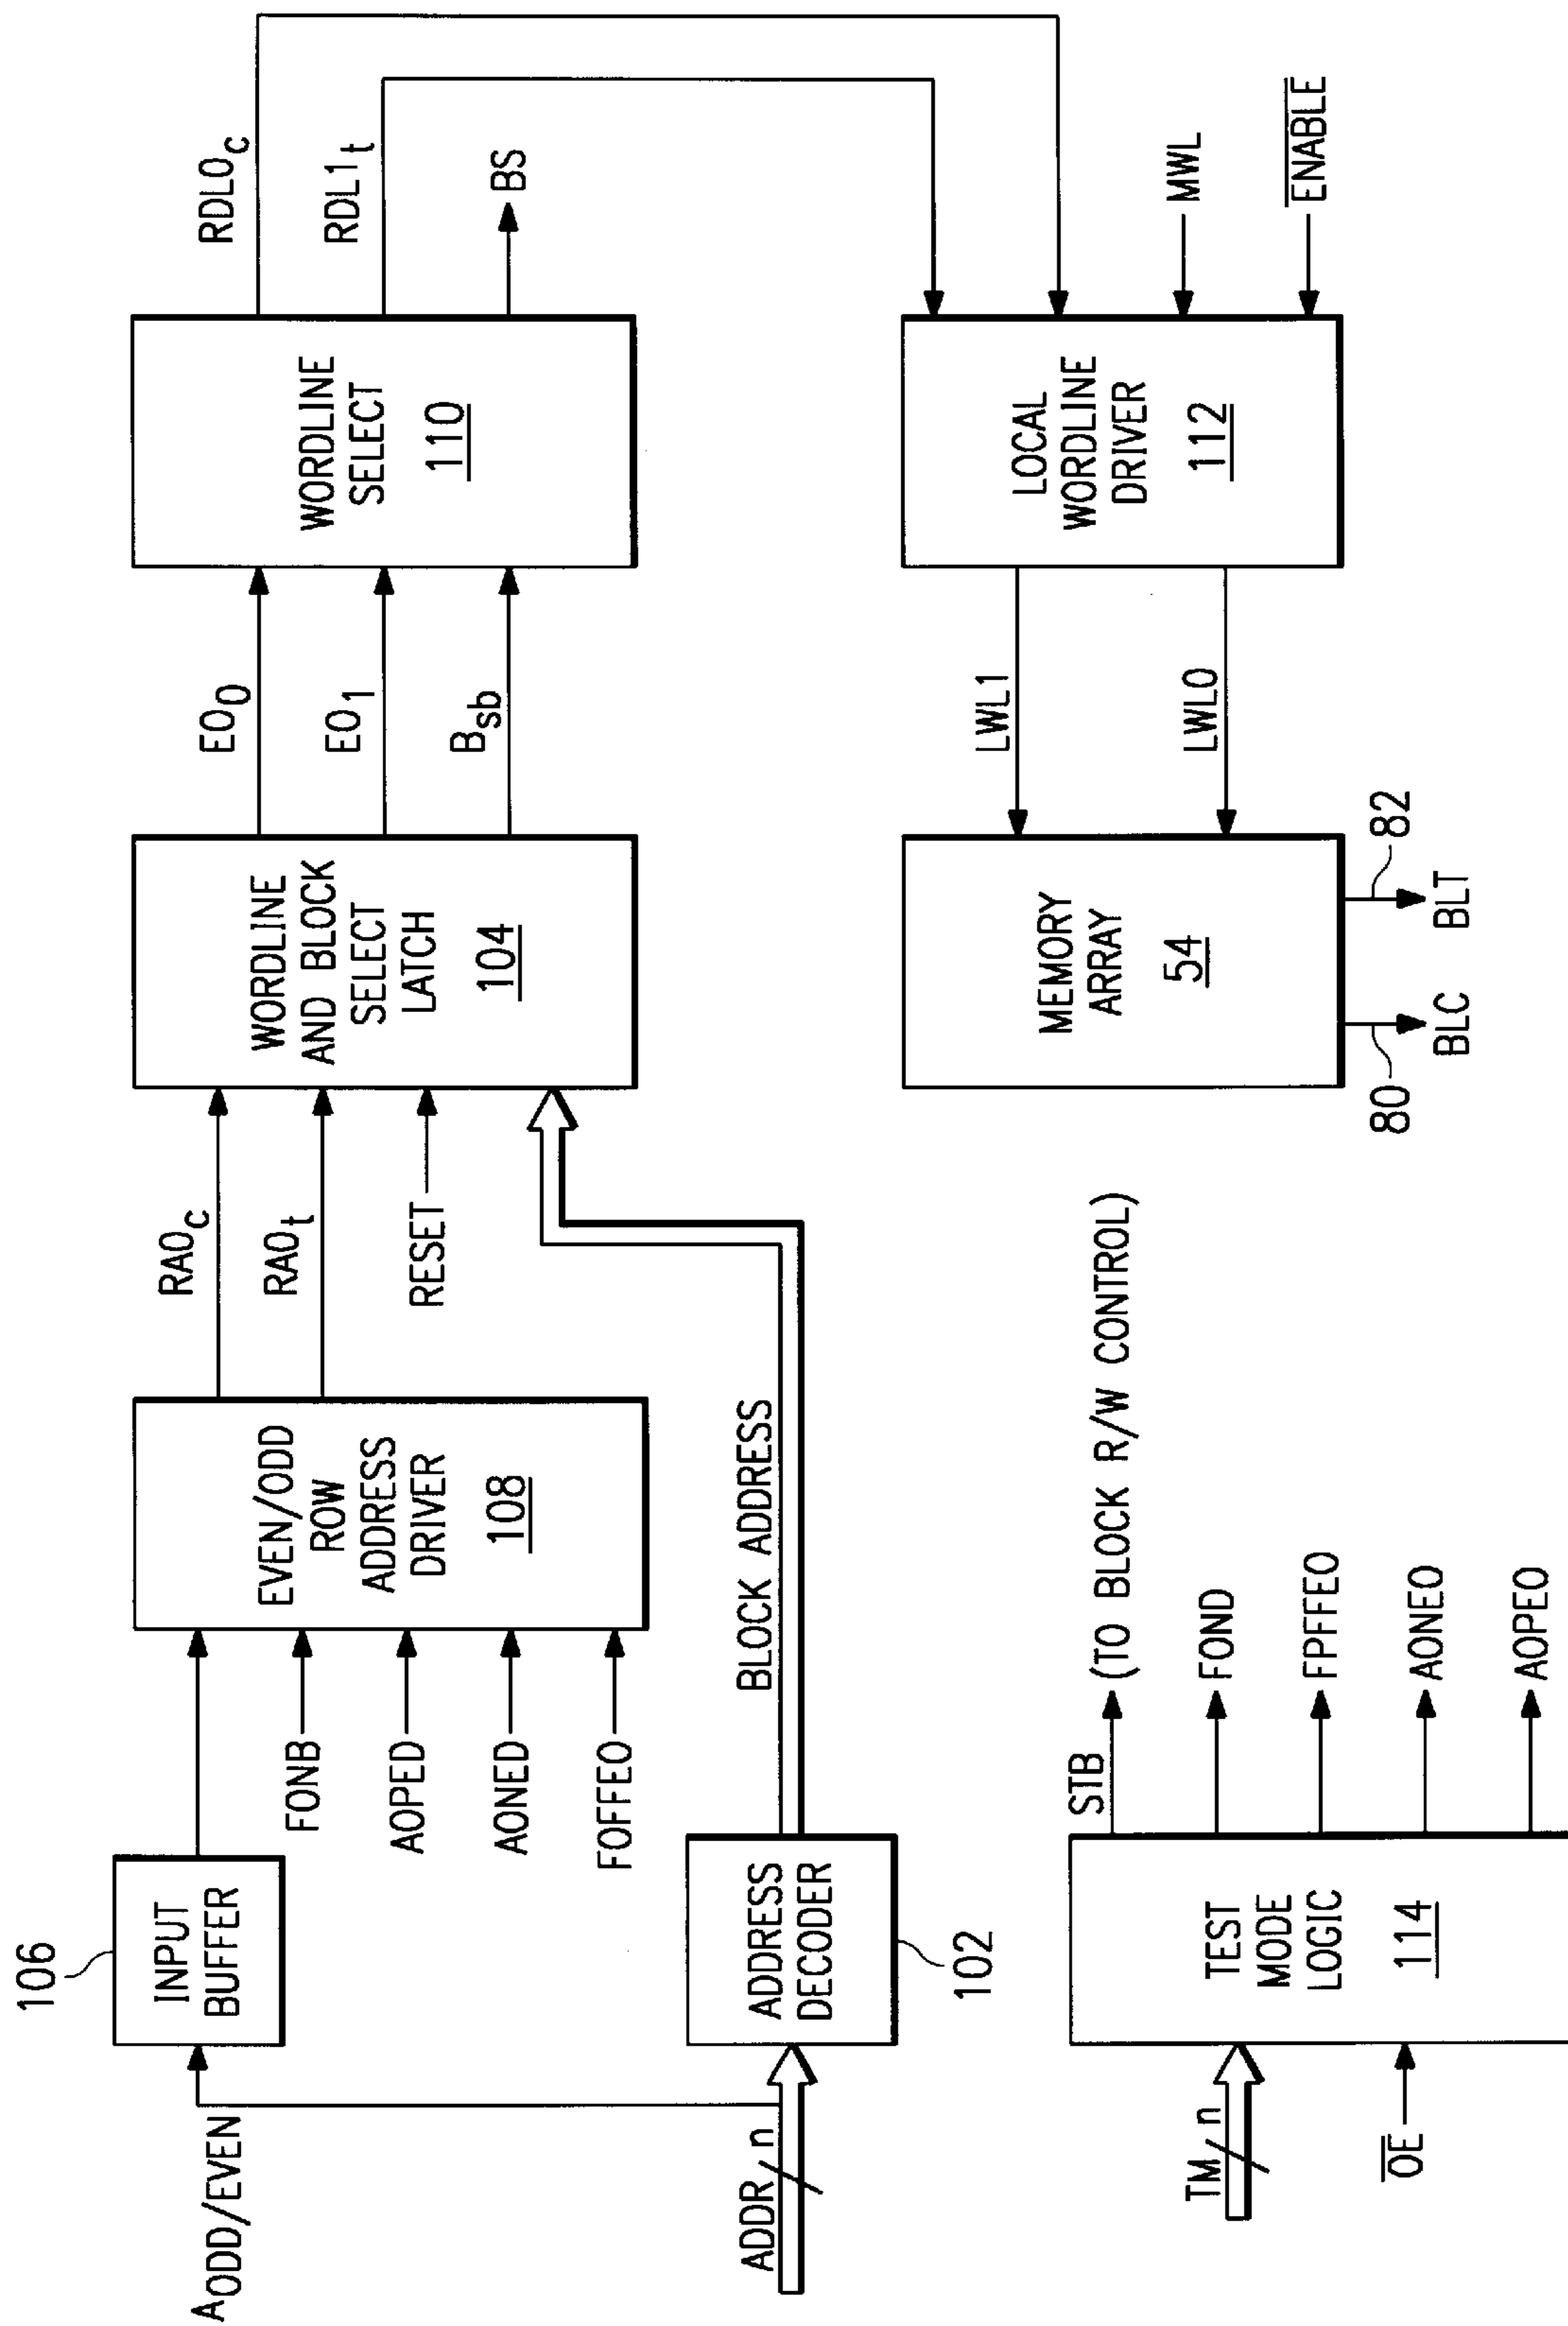 106
INPUT
BUFFER
A ODD/EVEN
FONB
AOPED
AONED
FOFFEO
EVEN/ODD
ROW
ADDRESS
DRIVER
108
RA0c
RA0t
RESET
WORDLINE
AND BLOCK
SELECT
LATCH
104
EO0
EO1
Bsb
WORDLINE
SELECT
110
RDL0c
RDL1t
BS
ADDR
n
ADDRESS
DECODER
102
BLOCK ADDRESS
MEMORY
ARRAY
54
80
BLC
82
BLT
LWL1
LWL0
LOCAL
WORDLINE
DRIVER
112
MWL
ENABLE
TM
n
OE
TEST
MODE
LOGIC
114
STB
(TO BLOCK R/W CONTROL)
FOND
FPFFEO
AONEO
AOPEO